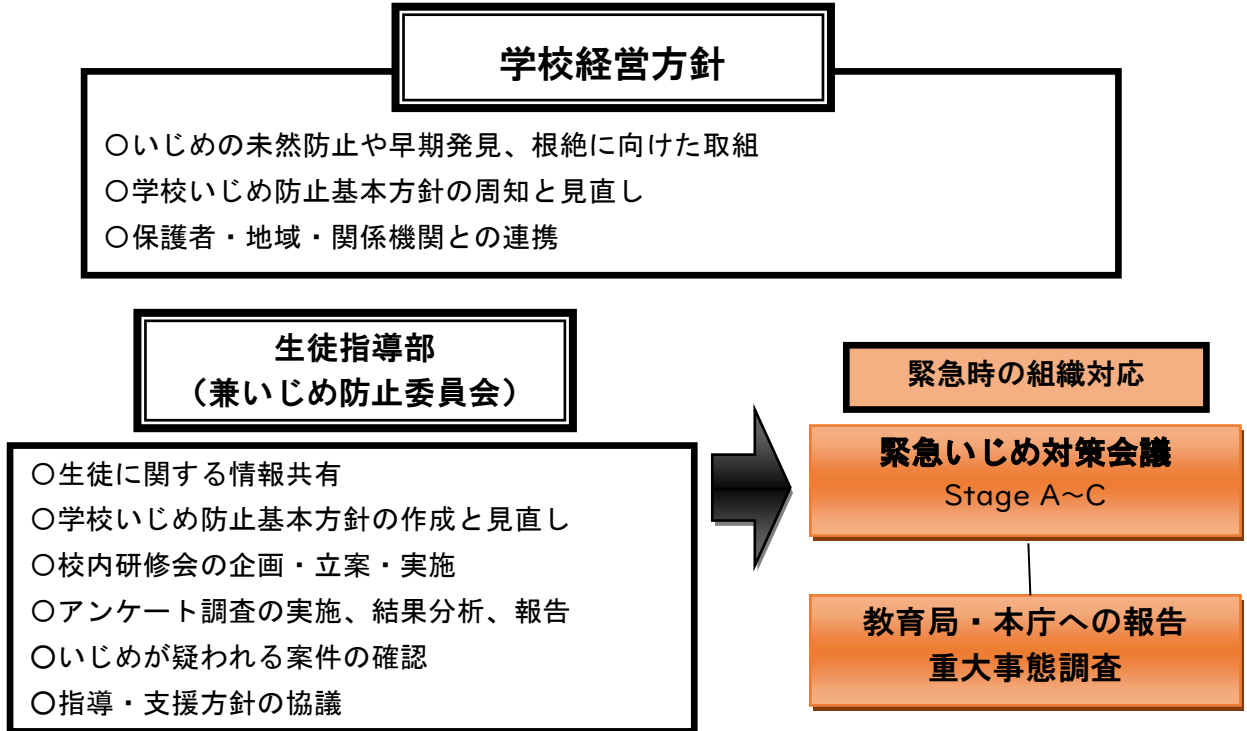 学校経営方針
〇いじめの未然防止や早期発見、根絶に向けた取組
〇学校いじめ防止基本方針の周知と見直し
〇保護者・地域・関係機関との連携
生徒指導部
（兼いじめ防止委員会）
〇生徒に関する情報共有
〇学校いじめ防止基本方針の作成と見直し
〇校内研修会の企画・立案・実施
〇アンケート調査の実施、結果分析、報告
〇いじめが疑われる案件の確認
〇指導・支援方針の協議
緊急時の組織対応
緊急いじめ対策会議
Stage A～C
教育局・本庁への報告
重大事態調査